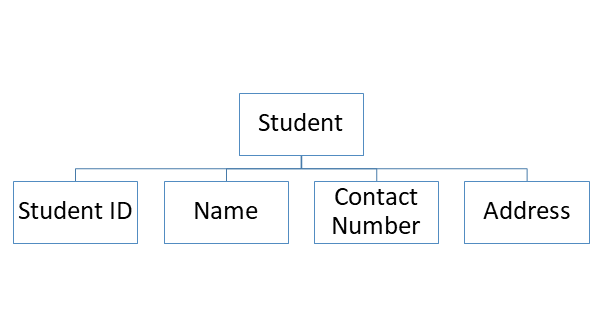 Student
Student ID
Name
Contact
Number
Address